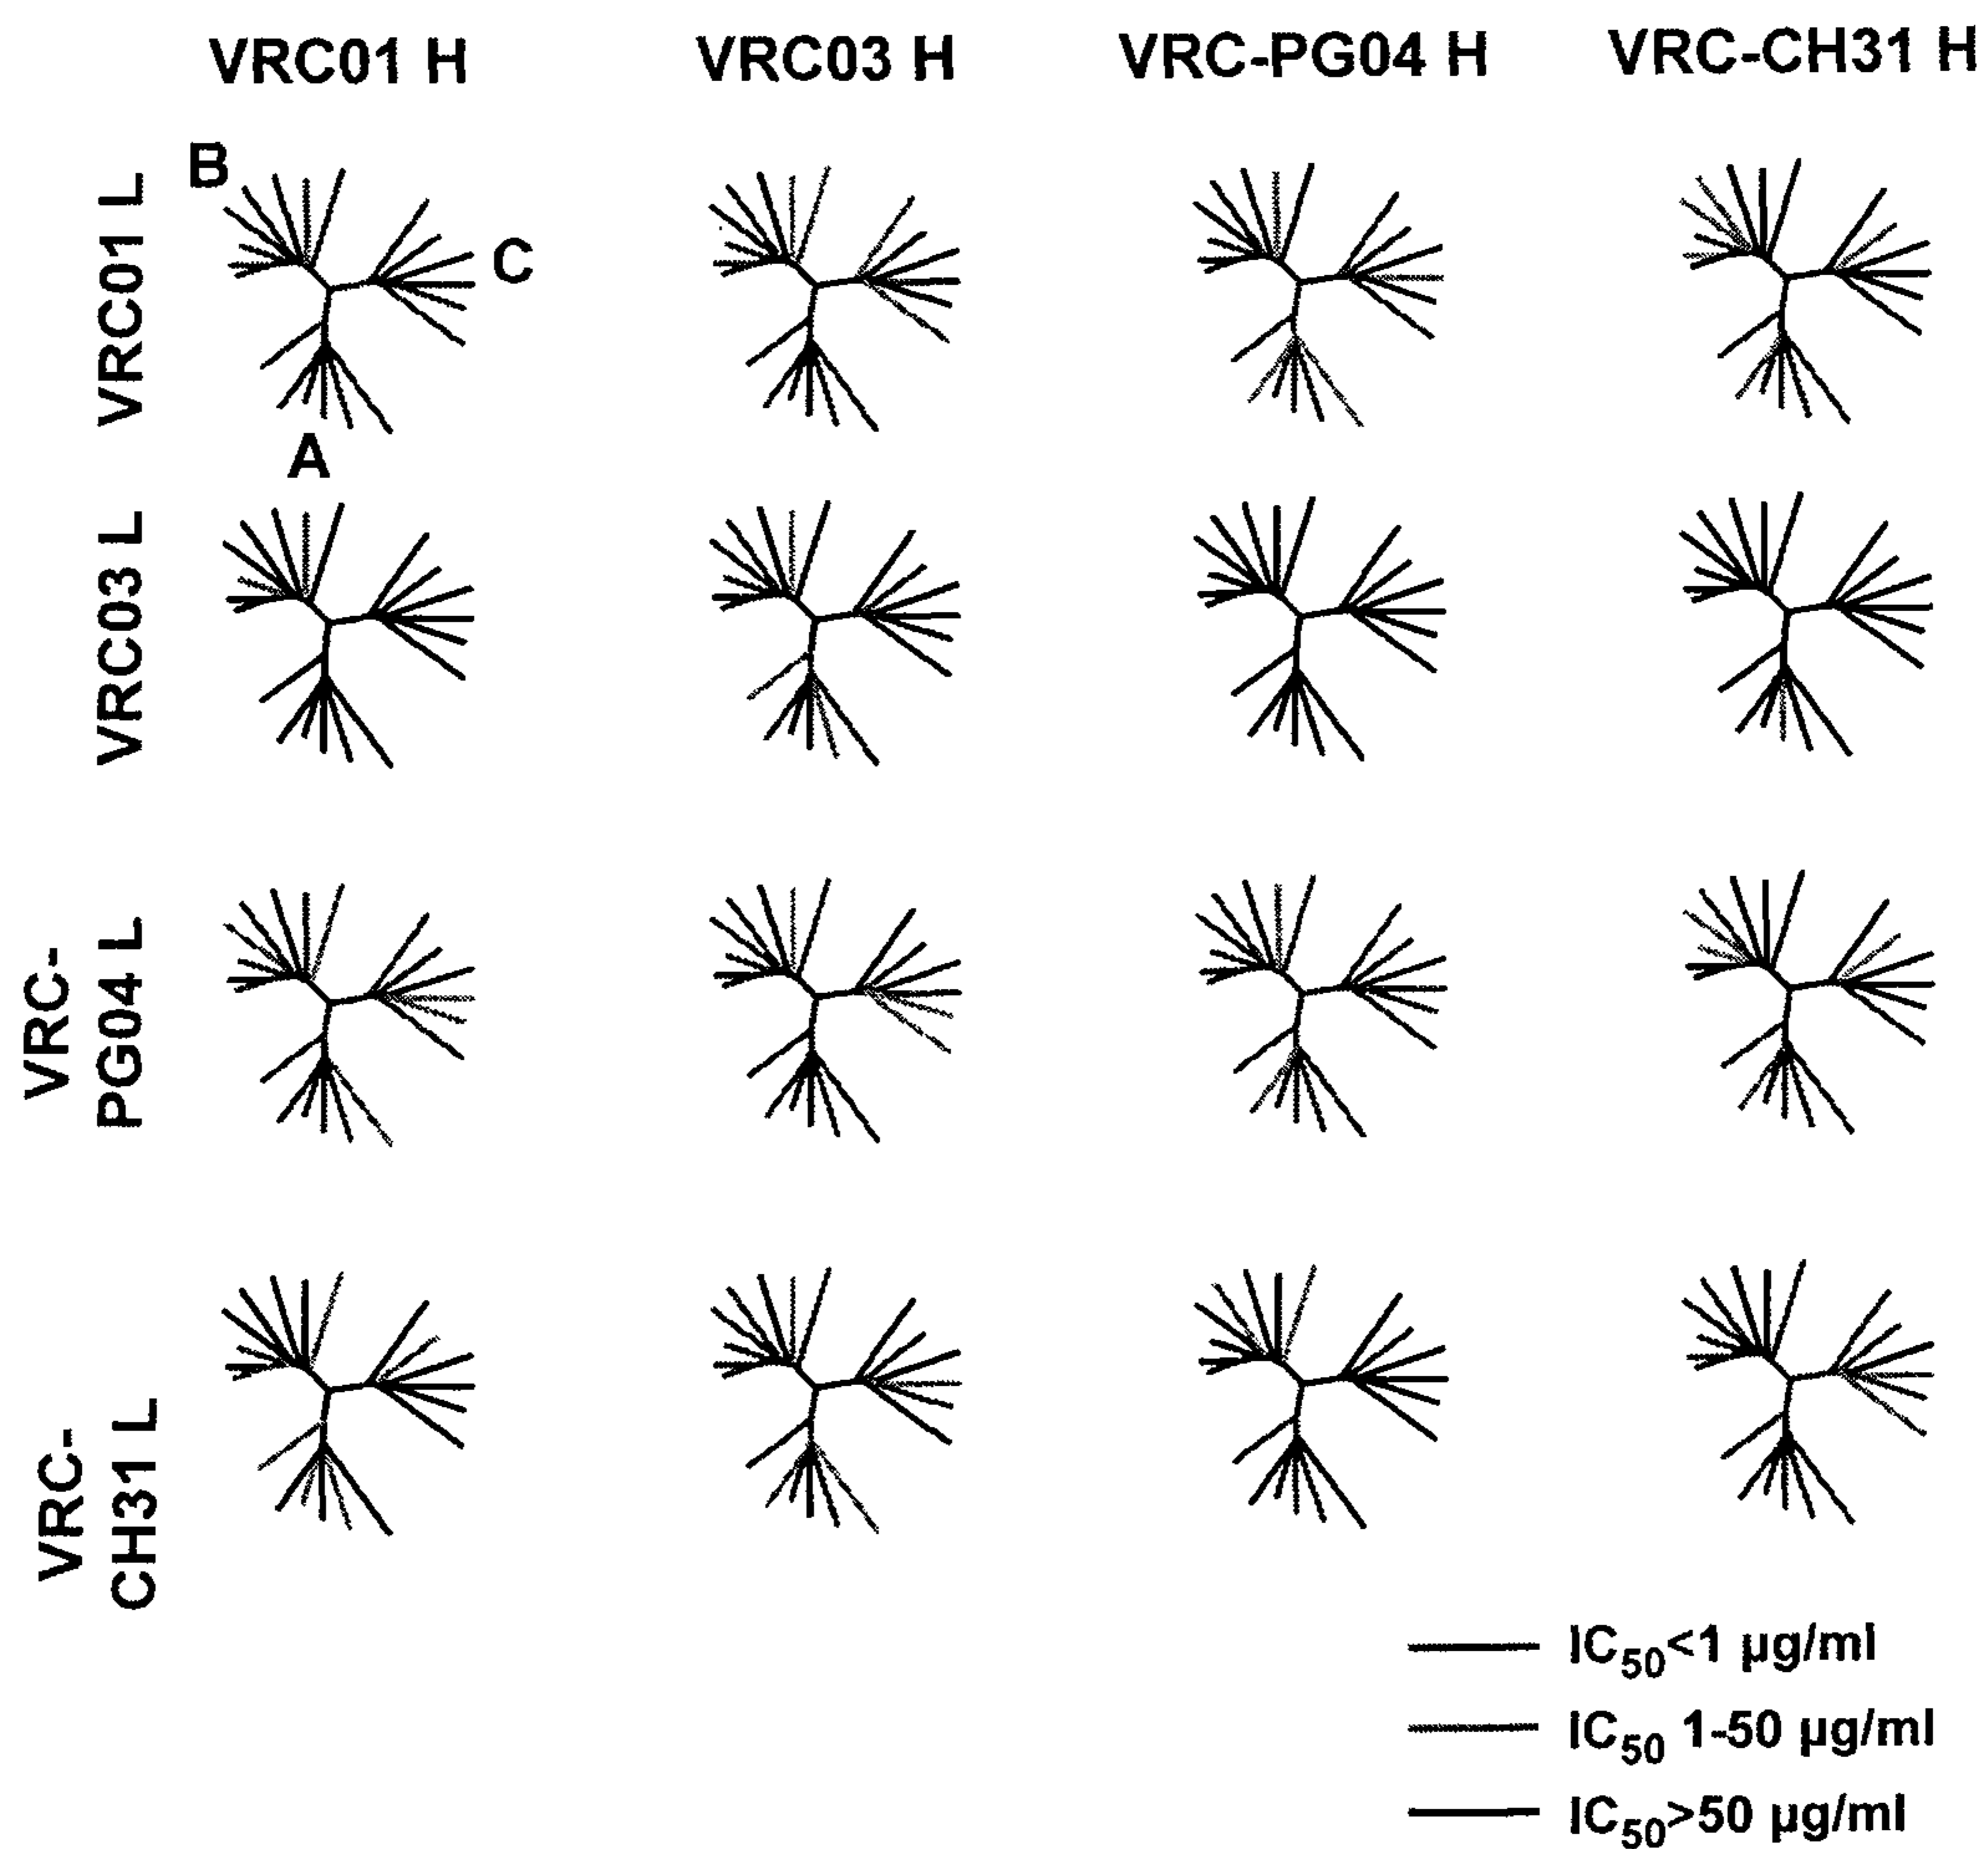 VRC01 H
VRC03 H
VRC-PG04 H
VRC-CH31 H
VRC01 L
B
C
A
VRC03 L
VRC-
PG04 L
VRC-
CH31 L
IC50<1 µg/ml
IC50 1-50 µg/ml
IC50>50 µg/ml